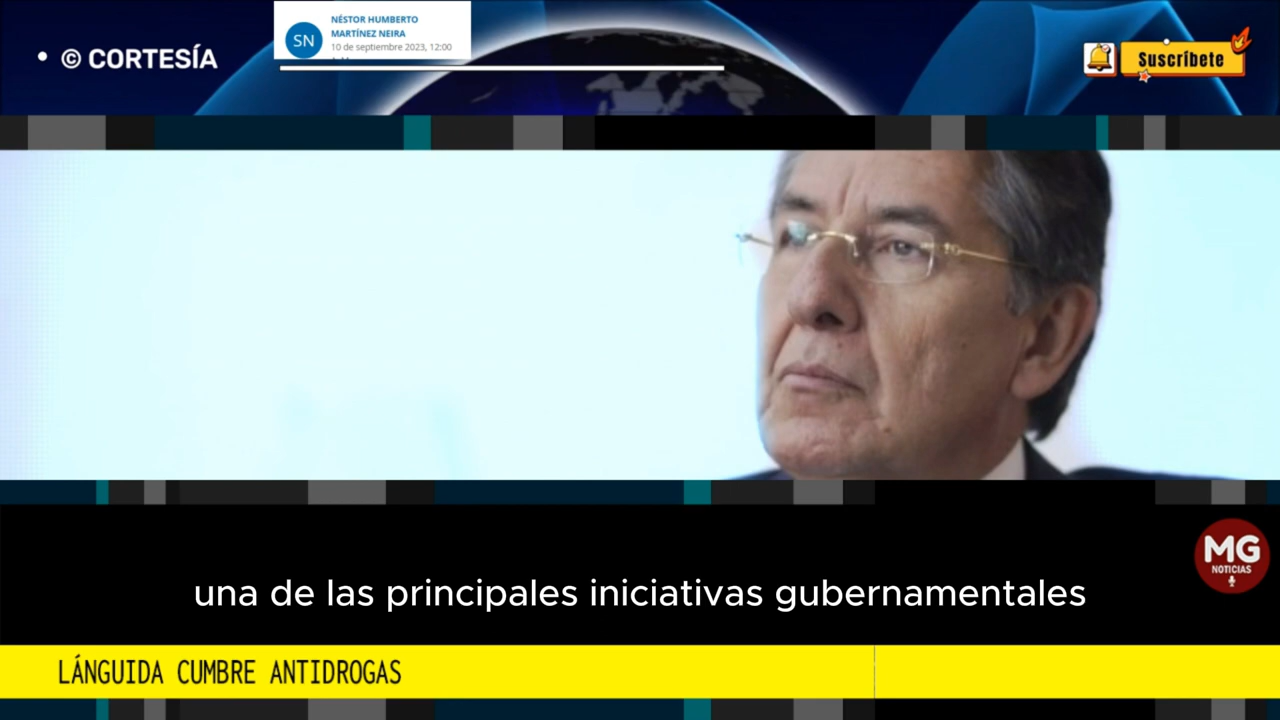 • © CORTESÍA
SN
NÉSTOR HUMBERTO
MARTÍNEZ NEIRA
10 de septiembre 2023, 12:00
Suscríbete
una de las principales iniciativas gubernamentales
MG
NOTICIAS
LÁNGUIDA CUMBRE ANTIDROGAS